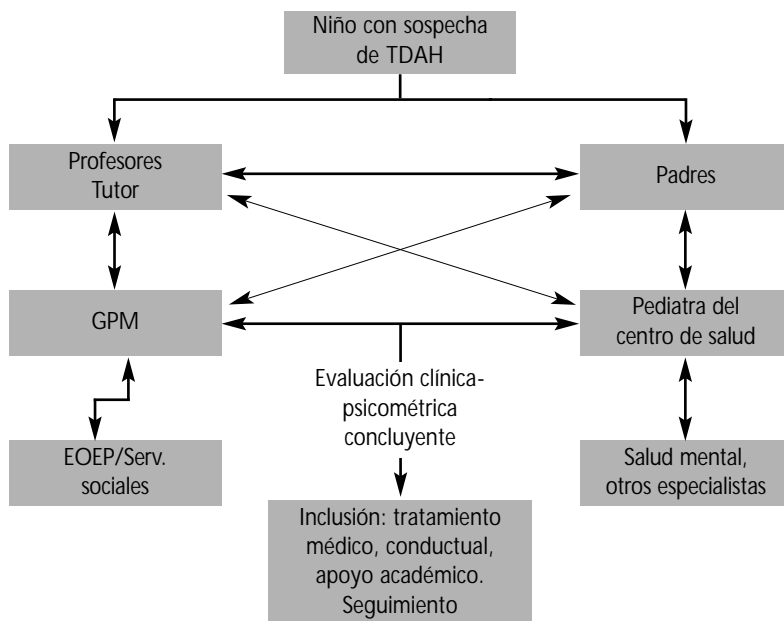 Niño con sospecha
de TDAH
Profesores
Tutor
Padres
GPM
Pediatra del
centro de salud
Evaluación clínica-
psicométrica
concluyente
EOEP/Serv.
sociales
Salud mental,
otros especialistas
Inclusión: tratamiento
médico, conductual,
apoyo académico.
Seguimiento